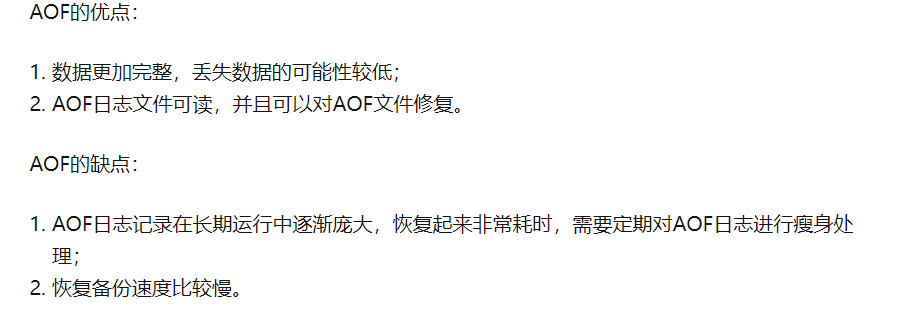 AOF的优点：
1. 数据更加完整，丢失数据的可能性较低；
2. AOF日志文件可读，并且可以对AOF文件修复。
AOF的缺点：
1. AOF日志记录在长期运行中逐渐庞大，恢复起来非常耗时，需要定期对AOF日志进行瘦身处
理；
2. 恢复备份速度比较慢。